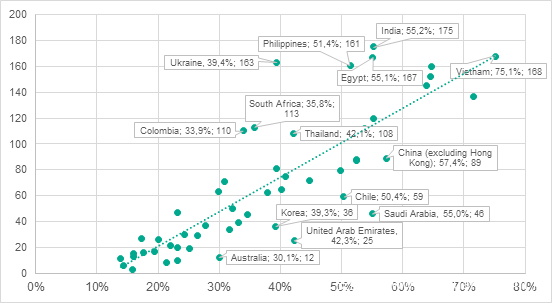 200
180
160
140
120
100
80
60
40
20
0
India; 55,2%; 175
Philippines; 51,4%; 161
Ukraine; 39,4%; 163
Egypt; 55,1%; 167
Vietnam; 75,1%; 168
South Africa; 35,8%;
113
Colombia; 33,9%; 110
Thailand; 42,1%; 108
China (excluding Hong
Kong); 57,4%; 89
Chile; 50,4%; 59
Korea; 39,3%; 36
Saudi Arabia, 55,0%; 46
United Arab Emirates,
42,3%; 25
Australia; 30,1%; 12
0% 10% 20% 30% 40% 50% 60% 70% 80%